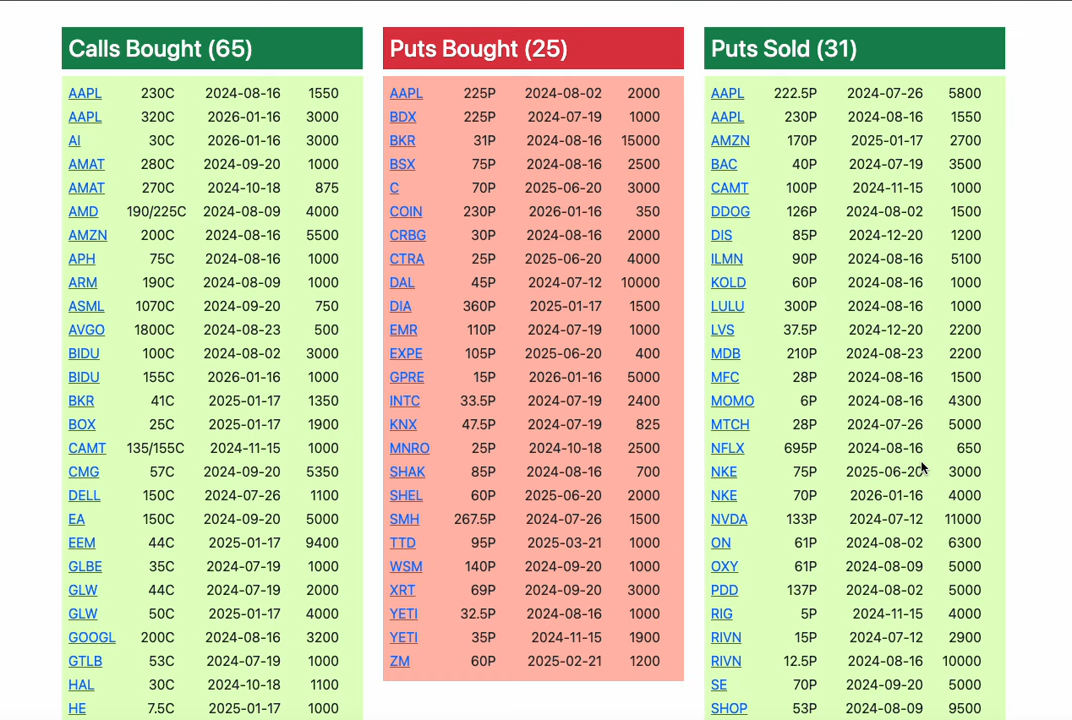 Calls Bought (65)
AAPL 230C 2024-08-16 1550
AAPL 320C 2026-01-16 3000
AI 30C 2026-01-16 3000
AMAT 280C 2024-09-20 1000
AMAT 270C 2024-10-18 875
AMD 190/225C 2024-08-09 4000
AMZN 200C 2024-08-16 5500
APH 75C 2024-08-16 1000
ARM 190C 2024-08-09 1000
ASML 1070C 2024-09-20 750
AVGO 1800C 2024-08-23 500
BIDU 100C 2024-08-02 3000
BIDU 155C 2026-01-16 1000
BKR 41C 2025-01-17 1350
BOX 25C 2025-01-17 1900
CAMT 135/155C 2024-11-15 1000
CMG 57C 2024-09-20 5350
DELL 150C 2024-07-26 1100
EA 150C 2024-09-20 5000
EEM 44C 2025-01-17 9400
GLBE 35C 2024-07-19 1000
GLW 44C 2024-07-19 2000
GLW 50C 2025-01-17 4000
GOOGL 200C 2024-08-16 3200
GTLB 53C 2024-07-19 1000
HAL 30C 2024-10-18 1100
HE 7.5C 2025-01-17 1000
Puts Bought (25)
AAPL 225P 2024-08-02 2000
BDX 225P 2024-07-19 1000
BKR 31P 2024-08-16 15000
BSX 75P 2024-08-16 2500
C 70P 2025-06-20 3000
COIN 230P 2026-01-16 350
CRBG 30P 2024-08-16 2000
CTRA 25P 2025-06-20 4000
DAL 45P 2024-07-12 10000
DIA 360P 2025-01-17 1500
EMR 110P 2024-07-19 1000
EXPE 105P 2025-06-20 400
GPRE 15P 2026-01-16 5000
INTC 33.5P 2024-07-19 2400
KNX 47.5P 2024-07-19 825
MNRO 25P 2024-10-18 2500
SHAK 85P 2024-08-16 700
SHEL 60P 2025-06-20 2000
SMH 267.5P 2024-07-26 1500
TTD 95P 2025-03-21 1000
WSM 140P 2024-09-20 1000
XRT 69P 2024-09-20 3000
YETI 32.5P 2024-08-16 1000
YETI 35P 2024-11-15 1900
ZM 60P 2025-02-21 1200
Puts Sold (31)
AAPL 222.5P 2024-07-26 5800
AAPL 230P 2024-08-16 1550
AMZN 170P 2025-01-17 2700
BAC 40P 2024-07-19 3500
CAMT 100P 2024-11-15 1000
DDOG 126P 2024-08-02 1500
DIS 85P 2024-12-20 1200
ILMN 90P 2024-08-16 5100
KOLD 60P 2024-08-16 1000
LULU 300P 2024-08-16 1000
LVS 37.5P 2024-12-20 2200
MDB 210P 2024-08-23 2200
MFC 28P 2024-08-16 1500
MOMO 6P 2024-08-16 4300
MTCH 28P 2024-07-26 5000
NFLX 695P 2024-08-16 650
NKE 75P 2025-06-20 3000
NKE 70P 2026-01-16 4000
NVDA 133P 2024-07-12 11000
ON 61P 2024-08-02 6300
OXY 61P 2024-08-09 5000
PDD 137P 2024-08-02 5000
RIG 5P 2024-11-15 4000
RIVN 15P 2024-07-12 2900
RIVN 12.5P 2024-08-16 10000
SE 70P 2024-09-20 5000
SHOP 53P 2024-08-09 9500